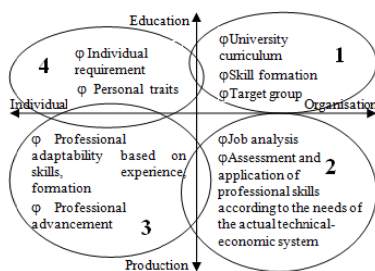 Education
4
φ Individual
requirement
φ Personal traits
φUniversity
curriculum
φSkill formation
φTarget group
1
Individual
Organisation
φ Professional
adaptability based on
skills, experience,
formation
φ Professional
advancement
3
φJob analysis
φAssessment and
application of
professional skills
according to the needs of
the actual technical-
economic system
2
Production